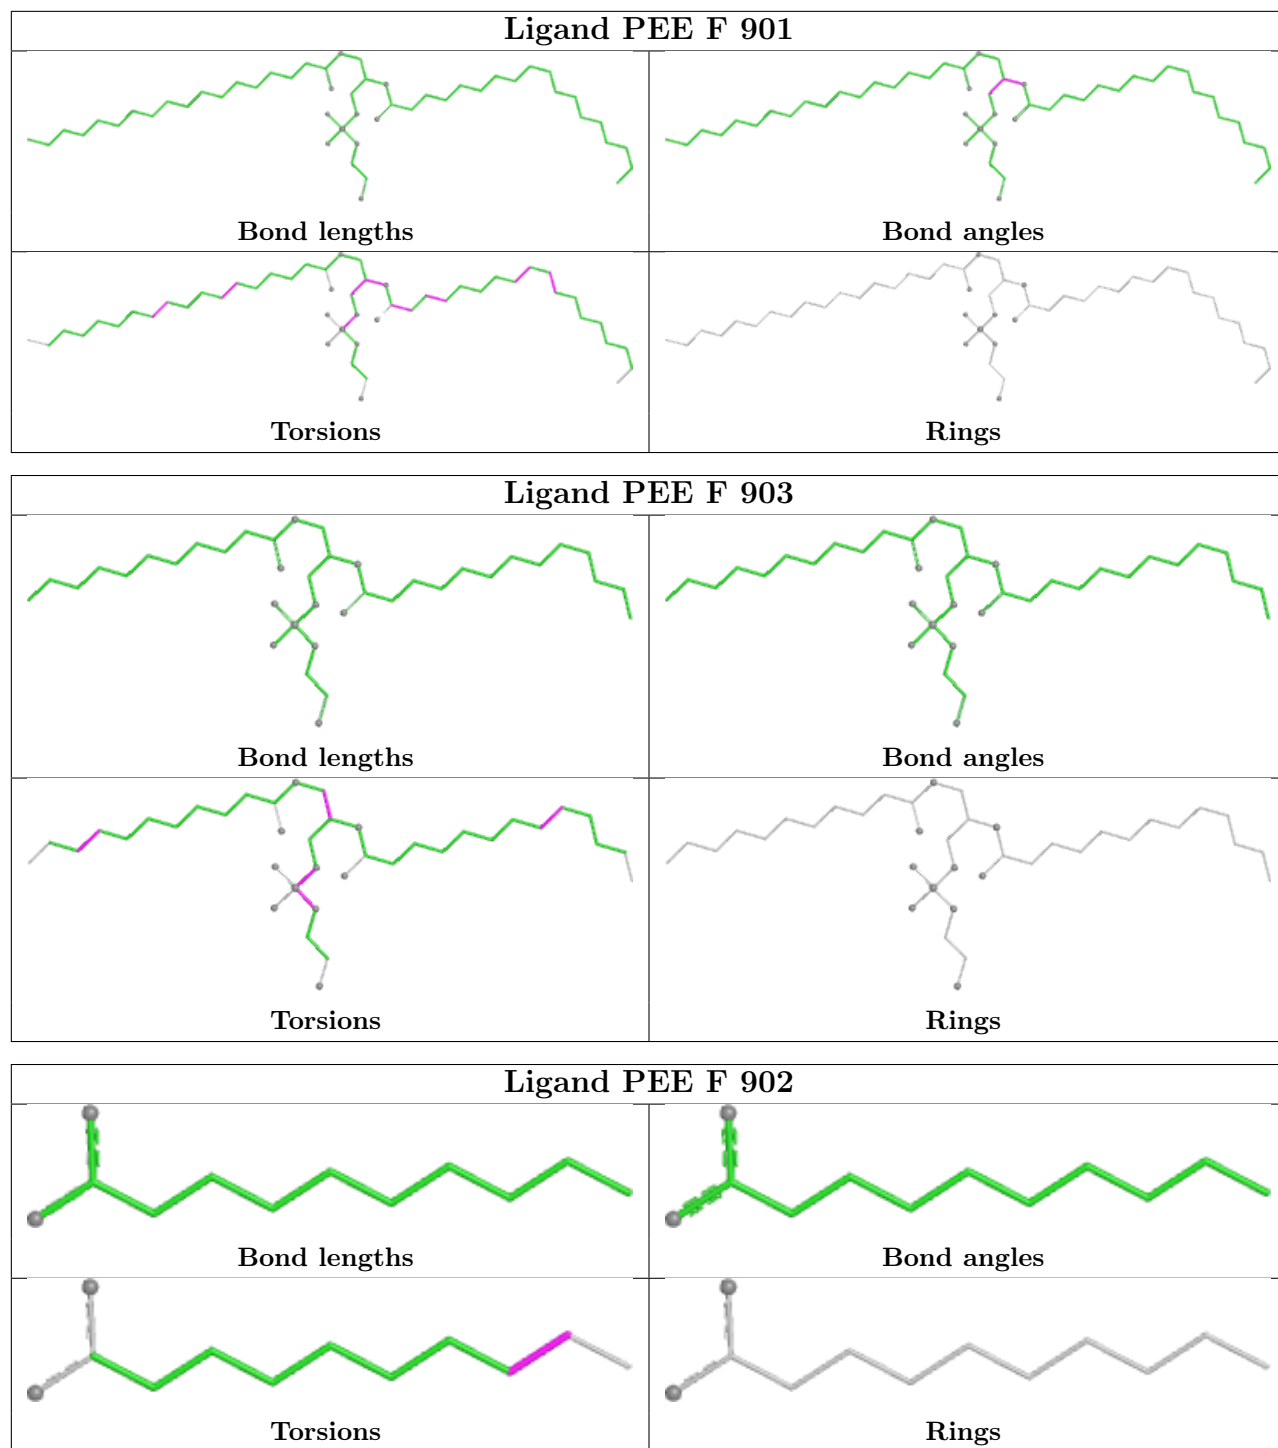 Ligand PEE F 901
Bond lengths
Bond angles
Torsions
Rings
Ligand PEE F 903
Bond lengths
Bond angles
Torsions
Rings
Ligand PEE F 902
Bond lengths
Bond angles
Torsions
Rings